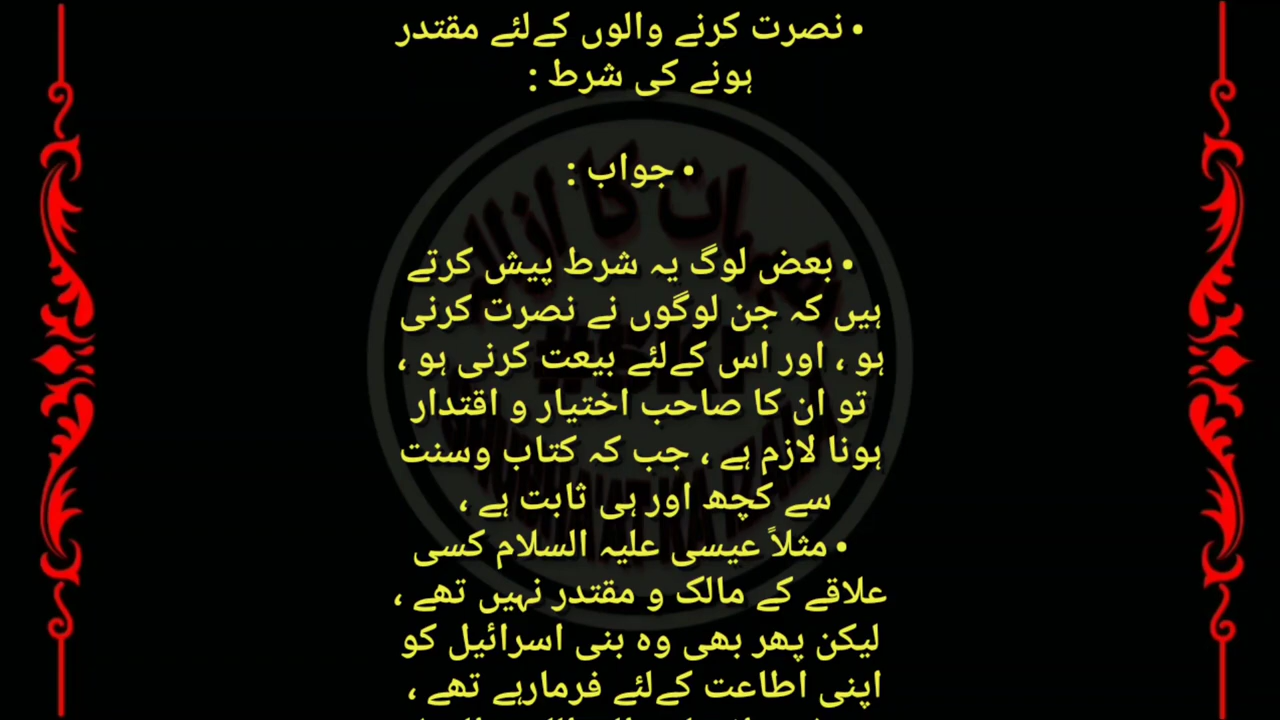 • نصرت کرنے والوں کےلئے مقتدر
ہونے کی شرط :
• جواب :
• بعض لوگ یہ شرط پیش کرتے
ہیں کہ جن لوگوں نے نصرت کرنی
ہو ، اور اس کےلئے بیعت کرنی ہو ،
تو ان کا صاحب اختیار و اقتدار
ہونا لازم ہے ، جب کہ کتاب وسنت
سے کچھ اور ہی ثابت ہے ،
• مثلاً عیسی علیہ السلام کسی
علاقے کے مالک و مقتدر نہیں تھے ،
لیکن پھر بھی وہ بنی اسرائیل کو
اپنی اطاعت کےلئے فرمارہے تھے ،